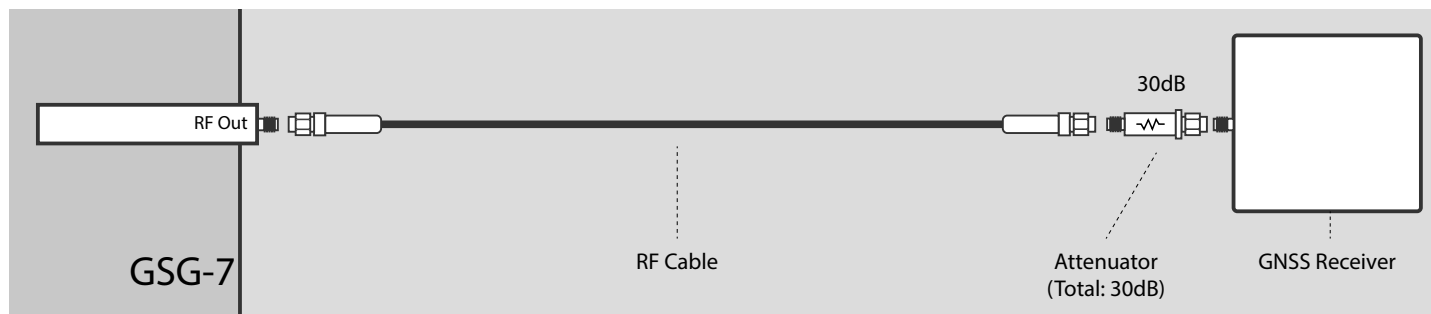 30dB
RF Out
GSG-7
RF Cable
Attenuator
(Total: 30dB)
GNSS Receiver